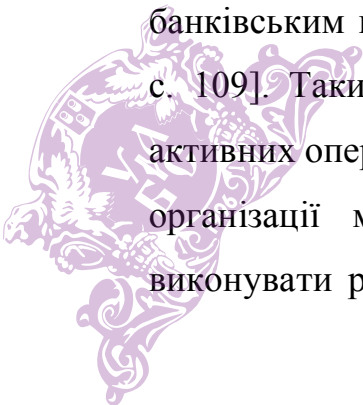 банківським
с. 109]. Таки
активних опер
організації м
виконувати р